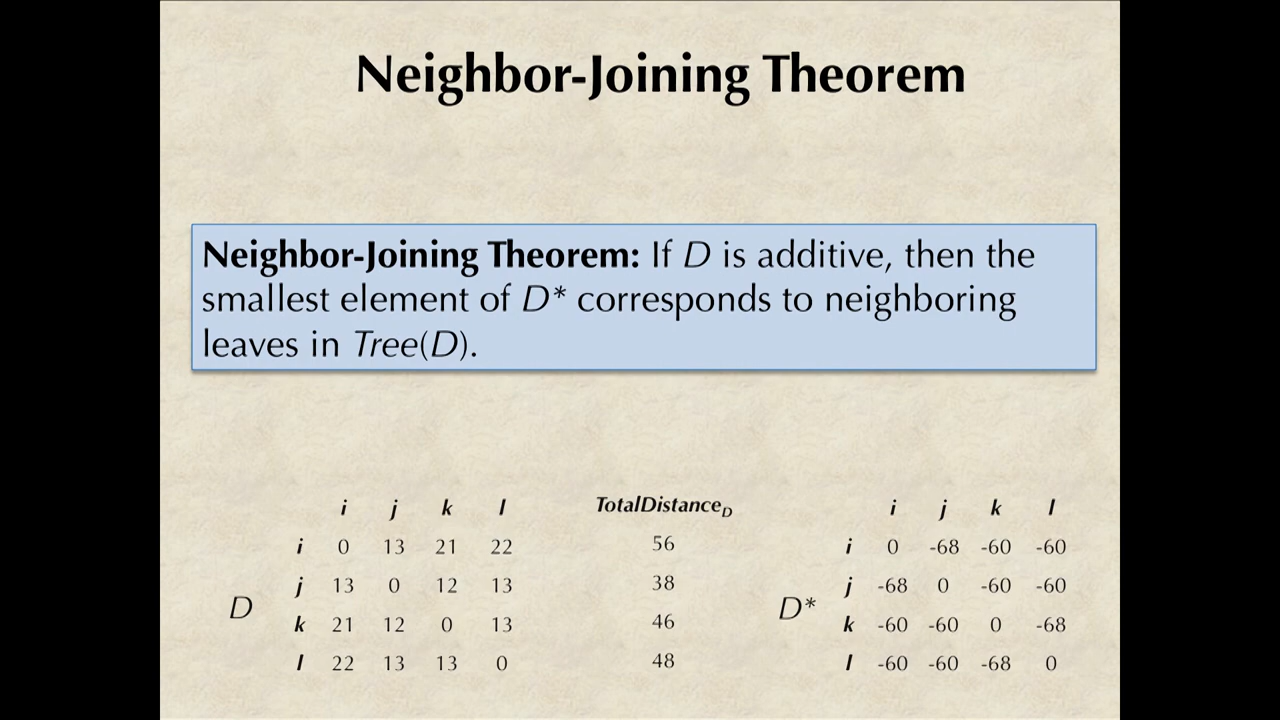 Neighbor-Joining Theorem
Neighbor-Joining Theorem: If D is additive, then the
smallest element of D* corresponds to neighboring
leaves in Tree(D).
i j k l TotalDistance_D i j k l
i 0 13 21 22 56 i 0 -68 -60 -60
j 13 0 12 13 38 j -68 0 -60 -60
D D*
k 21 12 0 13 46 k -60 -60 0 -68
l 22 13 13 0 48 l -60 -60 -68 0